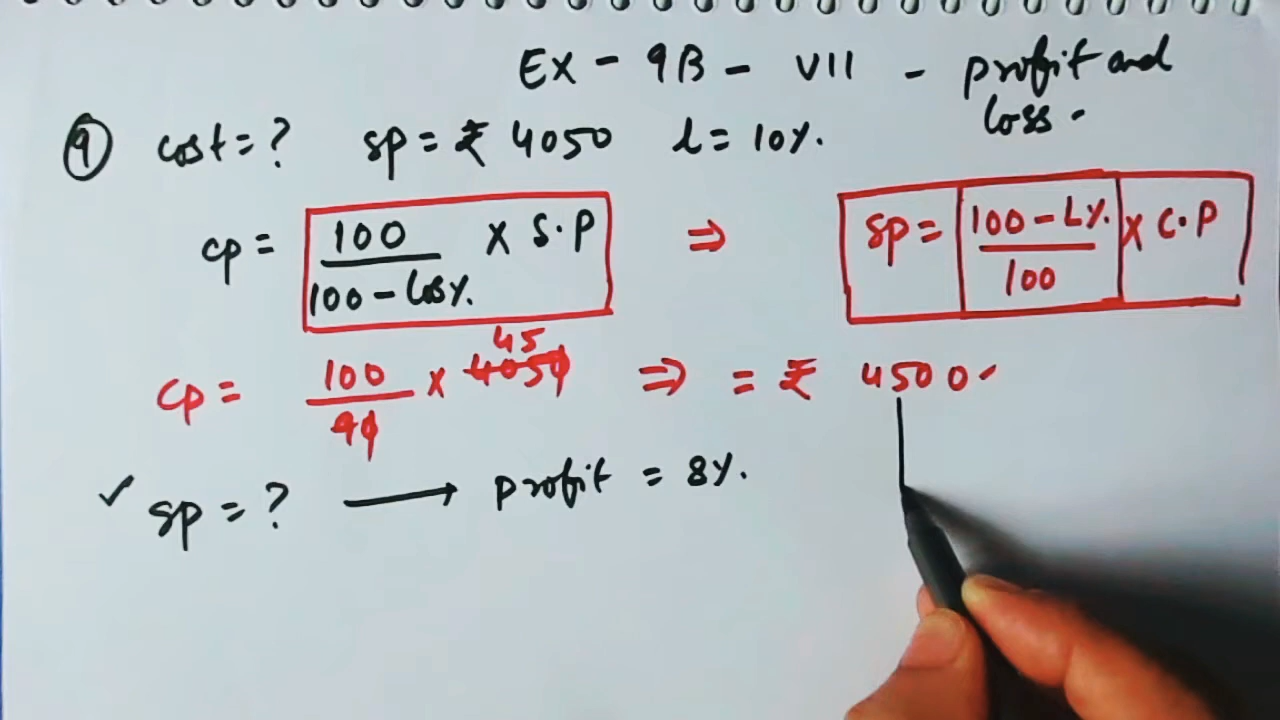 EX - 9B - VII - profit and
loss.
9 cost = ? SP = ₹ 4050 l = 10%.
CP = 100 / 100 - Los% × S.P ⇒ SP = 100 - L% / 100 × C.P
45
CP = 100 / 90 × 4050 ⇒ = ₹ 4500
✓ SP = ? → profit = 8%.